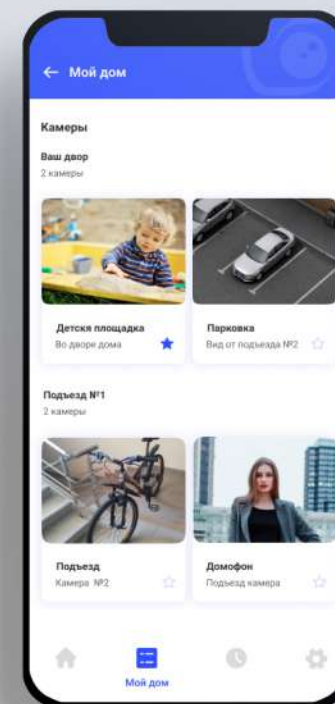 Мой дом
Камеры
Ваш двор
2 камеры
Детскя площадка
Во дворе дома
Парковка
Вид от подъезда №2
Подъезд №1
2 камеры
Подъезд
Камера №2
Домофон
Подъезд камера
Мой дом